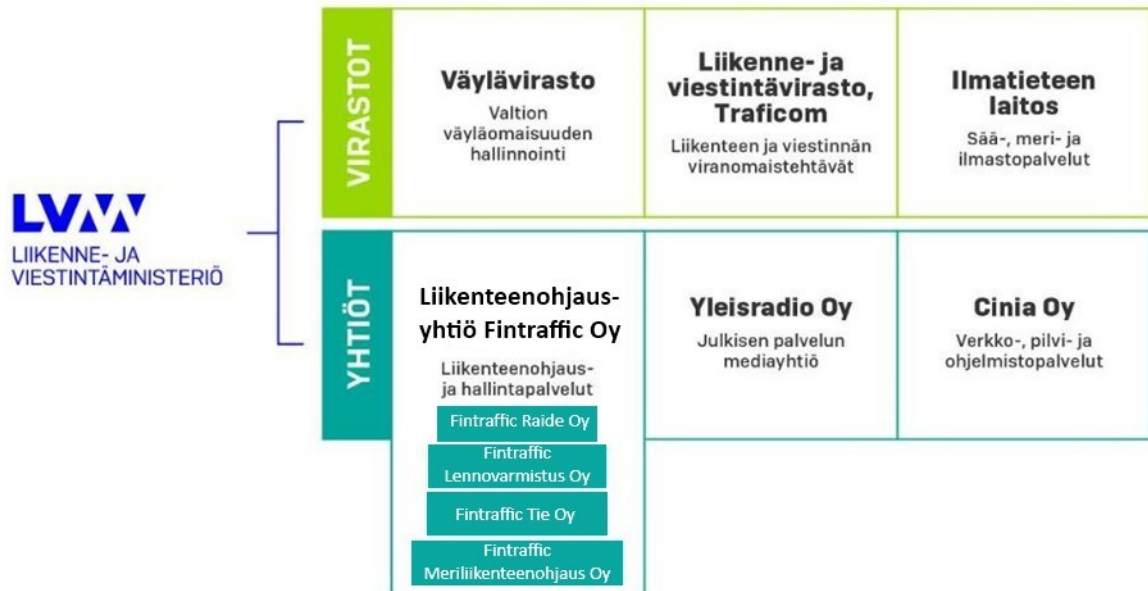 LVM
LIIKENNE- JA
VIESTINTÄMINISTERIÖ
VIRASTOT
Väylävirasto
Valtion
väyläomaisuuden
hallinnointi
Liikenne- ja
viestintävirasto,
Traficom
Liikenteen ja viestinnän
viranomaistehtävät
Ilmatieteen
laitos
Sää-, meri- ja
ilmastopalvelut
YHTIÖT
Liikenteenohjaus-
yhtiö Fintraffic Oy
Liikenteenohjaus-
ja hallintapalvelut
Fintraffic Raide Oy
Fintraffic
Lennovarmistus Oy
Fintraffic Tie Oy
Fintraffic
Meriliikenteenohjaus Oy
Yleisradio Oy
Julkisen palvelun
mediayhtiö
Cinia Oy
Verkko-, pilvi- ja
ohjelmistopalvelut